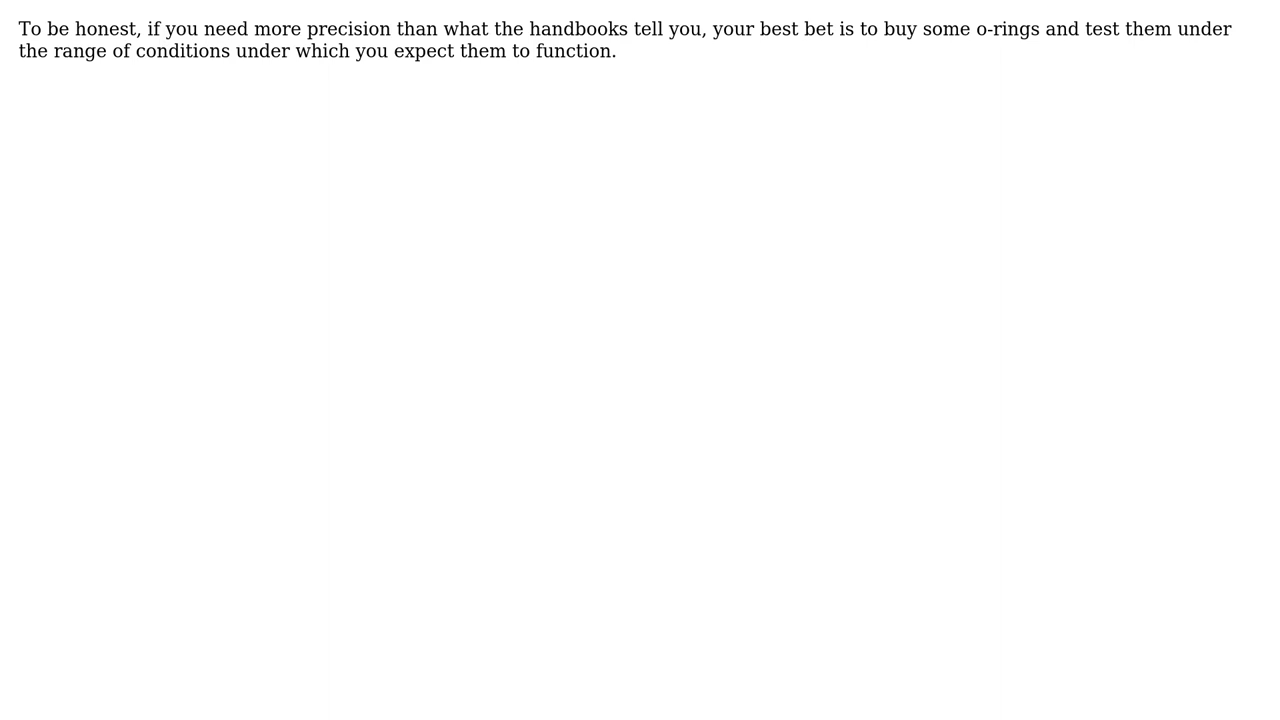 To be honest, if you need more precision than what the handbooks tell you, your best bet is to buy some o-rings and test them under
the range of conditions under which you expect them to function.